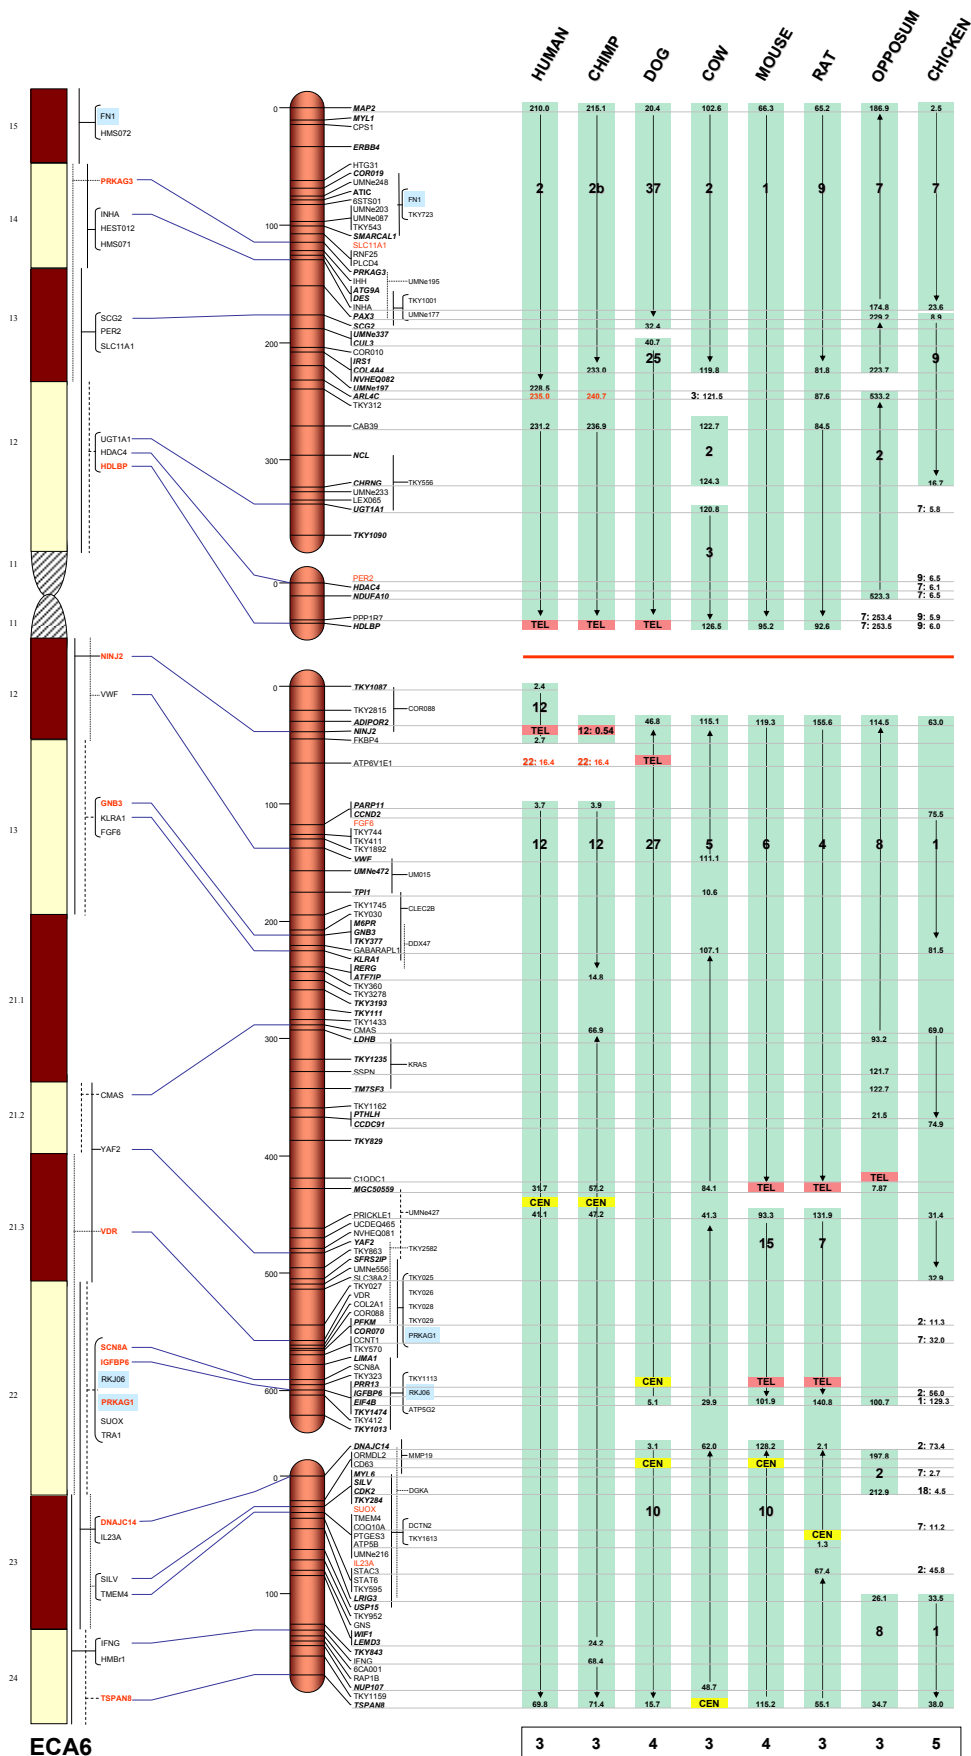 HUMAN CHIMP DOG COW MOUSE RAT OPPOSUM CHICKEN
15
FN1
HMS072
PRKAG3
14
INHA
HEST012
HMS071
13
SCG2
PER2
SLC11A1
12
UGT1A1
HDAC4
HDLBP
11
11
NINJ2
12
VWF
13
GNB3
KLRA1
FGF6
21.1
CMAS
21.2
YAF2
21.3
VDR
22
SCN8A
IGFBP6
RKJ06
PRKAG1
SUOX
TRA1
DNAJC14
IL23A
23
SILV
TMEM4
IFNG
HMBr1
24
TSPAN8
ECA6
0
100
200
300
MAP2 210.0 215.1 20.4 102.6 66.3 65.2 186.9 2.5
MYL1
CPS1
ERBB4
HTG31
COR019
UMNe248
ATIC
6STS01
UMNe203
UMNe087
TKY543
SMARCAL1
FN1
TKY723
2 2b 37 2 1 9 7 7
SLC11A1
RNF25
PLCD4
PRKAG3
IHH
UMNe195
ATG9A
DES
INHA 174.8 23.6
TKY1001
UMNe177
PAX3 229.2 8.9
SCG2 32.4
UMNe337
CUL3 40.7
COR010
25 9
IRS1
COL4A4 233.0 119.8 81.8 223.7
NVHEQ082
UMNe197 228.5
ARL4C 235.0 240.7 3: 121.5 87.6 533.2
TKY312
CAB39 231.2 236.9 122.7 84.5
NCL 2 2
TKY556
CHRNG 124.3 16.7
UMNe233
LEX065
UGT1A1 120.8 7: 5.8
TKY1090
3
0
PER2 9: 6.5
HDAC4 7: 6.1
NDUFA10 523.3 7: 6.5
PPP1R7 7: 253.4 9: 5.9
HDLBP TEL TEL TEL 126.5 95.2 92.6 7: 253.5 9: 6.0
0
100
200
300
400
500
600
TKY1087 2.4
COR088
TKY2815 12
ADIPOR2 46.8 115.1 119.3 155.6 114.5 63.0
NINJ2 TEL 12: 0.54
FKBP4 2.7
ATP6V1E1 22: 16.4 22: 16.4 TEL
PARP11 3.7 3.9
CCND2 75.5
FGF6
TKY744
TKY411
TKY1892
12 12 27 5 6 4 8 1
VWF 111.1
UMNe472
UM015
TPI1 10.6
TKY1745
CLEC2B
TKY030
M6PR
GNB3
TKY377
DDX47
GABARAPL1 107.1 81.5
KLRA1
RERG
ATF7IP 14.8
TKY360
TKY3278
TKY3193
TKY111
TKY1433
CMAS 66.9 69.0
LDHB 93.2
TKY1235
KRAS
SSPN 121.7
TM7SF3 122.7
TKY1162
PTHLH 21.5
CCDC91 74.9
TKY829
C1QDC1 TEL
MGC50559 31.7 57.2 84.1 TEL TEL 7.87
CEN CEN
UMNe427
PRICKLE1 41.1 47.2 41.3 93.3 131.9 31.4
UCDEQ465
NVHEQ081
YAF2
TKY2582
TKY863
15 7
SFRS2IP
UMNe556
SLC38A2 32.9
TKY025
TKY026
TKY028
TKY029
PRKAG1
TKY027
VDR
COL2A1
COR088
PFKM 2: 11.3
COR070
CCNT1 7: 32.0
TKY570
LIMA1
SCN8A
TKY323
TKY1113
PRR13 CEN TEL TEL
RKJ06
IGFBP6 2: 56.0
EIF4B 5.1 29.9 101.9 140.8 100.7 1: 129.3
TKY1474
ATP5G2
TKY412
TKY1013
0
100
DNAJC14 3.1 62.0 128.2 2.1 2: 73.4
ORMDL2 197.8
MMP19
CD63 CEN CEN
MYL6 2 7: 2.7
SILV
CDK2 212.9 18: 4.5
DGKA
TKY284
SUOX
10 10
TMEM4
COQ10A 7: 11.2
DCTN2
PTGES3 CEN
TKY1613
ATP5B 1.3
UMNe216
IL23A
STAC3 67.4 2: 45.8
STAT6
TKY595
LRIG3 26.1 33.5
USP15
TKY952
GNS
8 1
WIF1
LEMD3 24.2
TKY843
IFNG 68.4
6CA001
RAP1B
NUP107 48.7
TKY1159
TSPAN8 69.8 71.4 15.7 CEN 115.2 55.1 34.7 38.0
3 3 4 3 4 3 3 5